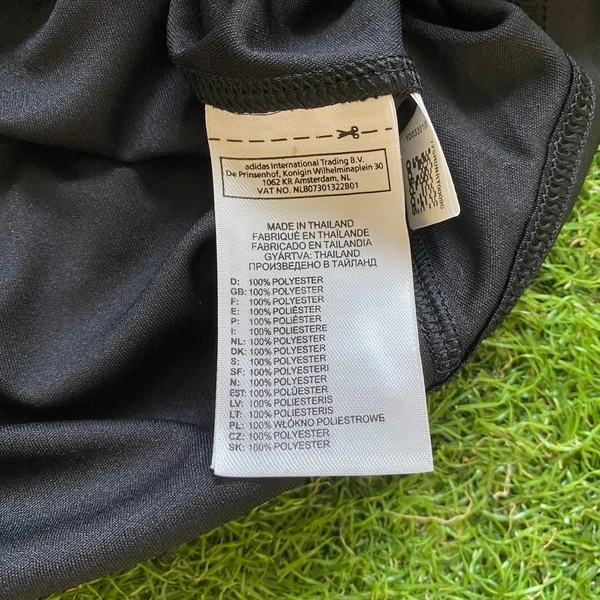 adidas International Trading B.V.
De Prinsenhof, Konigin Wilhelminaplein 30
1062 KR Amsterdam, NL
VAT NO. NL807301322B01
MADE IN THAILAND
FABRIQUÉ EN THAÏLANDE
FABRICADO EN TAILANDIA
GYÁRTVA: THAILAND
ПРОИЗВЕДЕНО В ТАЙЛАНД
D: 100% POLYESTER
GB: 100% POLYESTER
F: 100% POLYESTER
E: 100% POLIÉSTER
P: 100% POLIÉSTER
I: 100% POLIESTERE
NL: 100% POLYESTER
DK: 100% POLYESTER
S: 100% POLYESTER
SF: 100% POLYESTERI
N: 100% POLYESTER
EST: 100% POLÜESTER
LV: 100% POLIESTERIS
LT: 100% POLIESTERIS
PL: 100% WŁÓKNO POLIESTROWE
CZ: 100% POLYESTER
SK: 100% POLYESTER